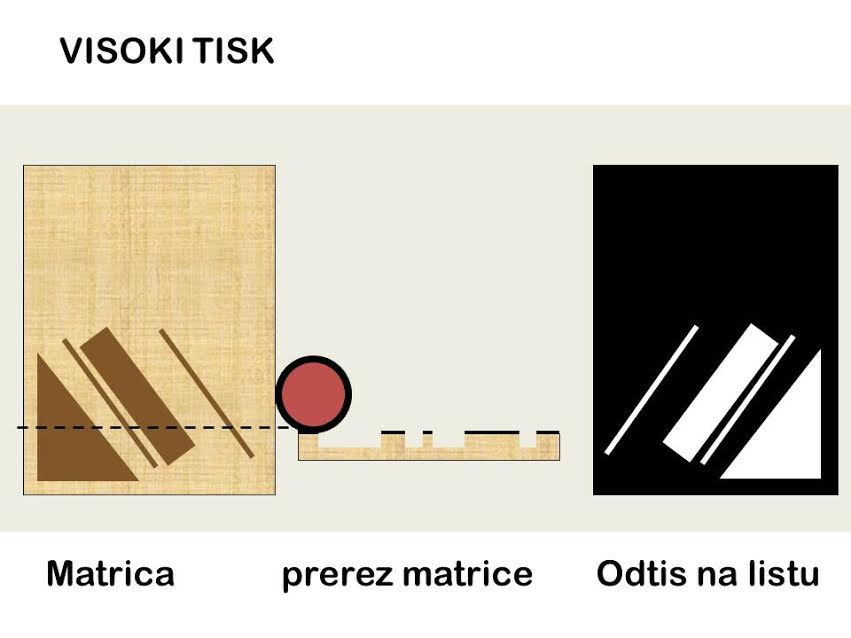 VISOKI TISK
Matrica
prerez matrice
Odtis na listu